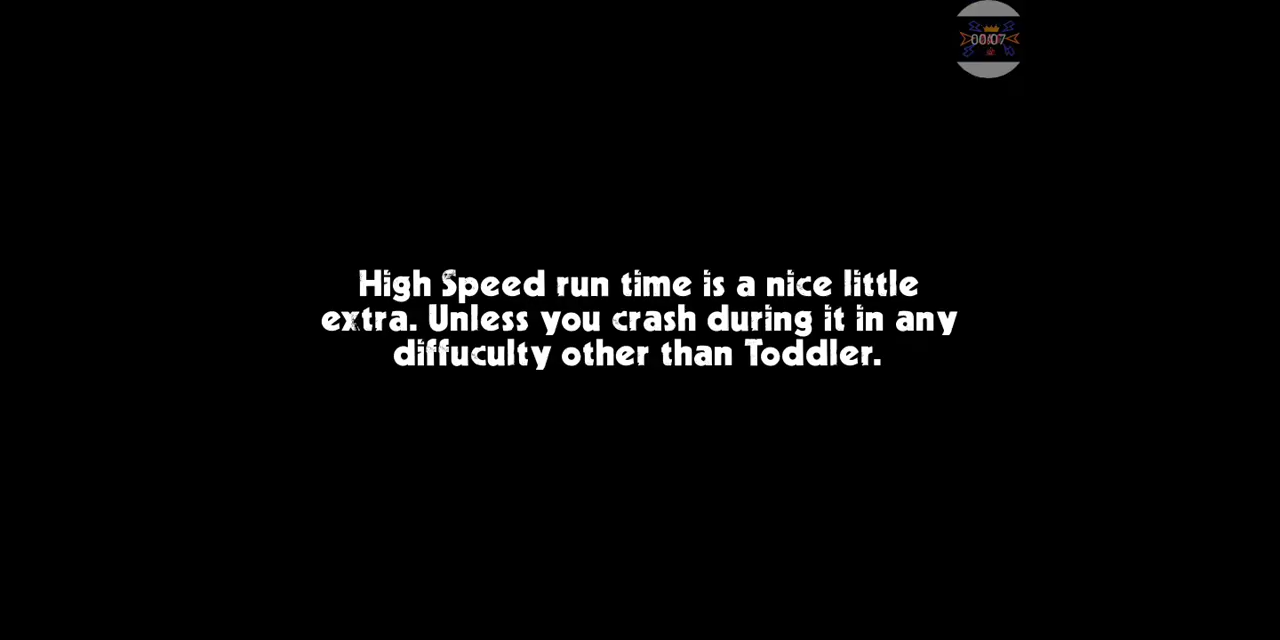 00:07
High Speed run time is a nice little
extra. Unless you crash during it in any
diffuculty other than Toddler.